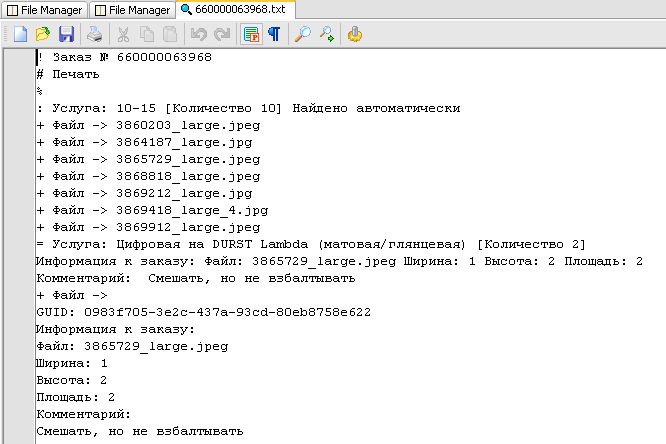 File Manager File Manager 660000063968.txt
! Заказ № 660000063968
# Печать
%
: Услуга: 10-15 [Количество 10] Найдено автоматически
+ Файл -> 3860203_large.jpeg
+ Файл -> 3864187_large.jpg
+ Файл -> 3865729_large.jpeg
+ Файл -> 3868818_large.jpeg
+ Файл -> 3869212_large.jpg
+ Файл -> 3869418_large_4.jpg
+ Файл -> 3869912_large.jpeg
= Услуга: Цифровая на DURST Lambda (матовая/глянцевая) [Количество 2]
Информация к заказу: Файл: 3865729_large.jpeg Ширина: 1 Высота: 2 Площадь: 2
Комментарий:  Смешать, но не взбалтывать
+ Файл ->
GUID: 0983f705-3e2c-437a-93cd-80eb8758e622
Информация к заказу:
Файл: 3865729_large.jpeg
Ширина: 1
Высота: 2
Площадь: 2
Комментарий:
Смешать, но не взбалтывать